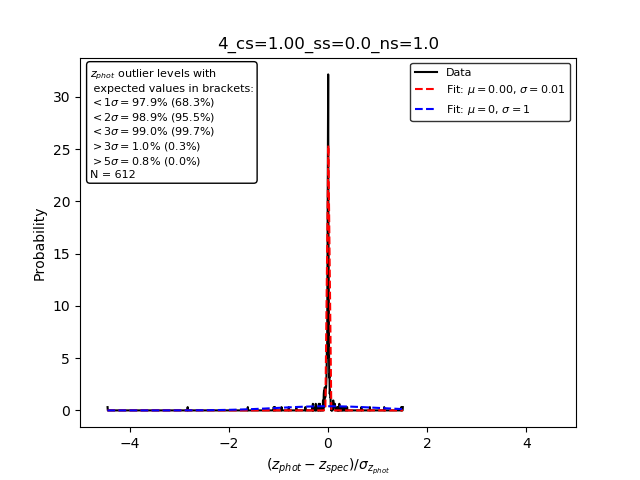 4_cs=1.00_ss=0.0_ns=1.0
z_phot outlier levels with
expected values in brackets:
<1σ=97.9% (68.3%)
<2σ=98.9% (95.5%)
<3σ=99.0% (99.7%)
>3σ=1.0% (0.3%)
>5σ=0.8% (0.0%)
N = 612
Data
Fit: μ=0.00, σ=0.01
Fit: μ=0, σ=1
Probability
30
25
20
15
10
5
0
−4 −2 0 2 4
(z_phot − z_spec)/σ_z_phot